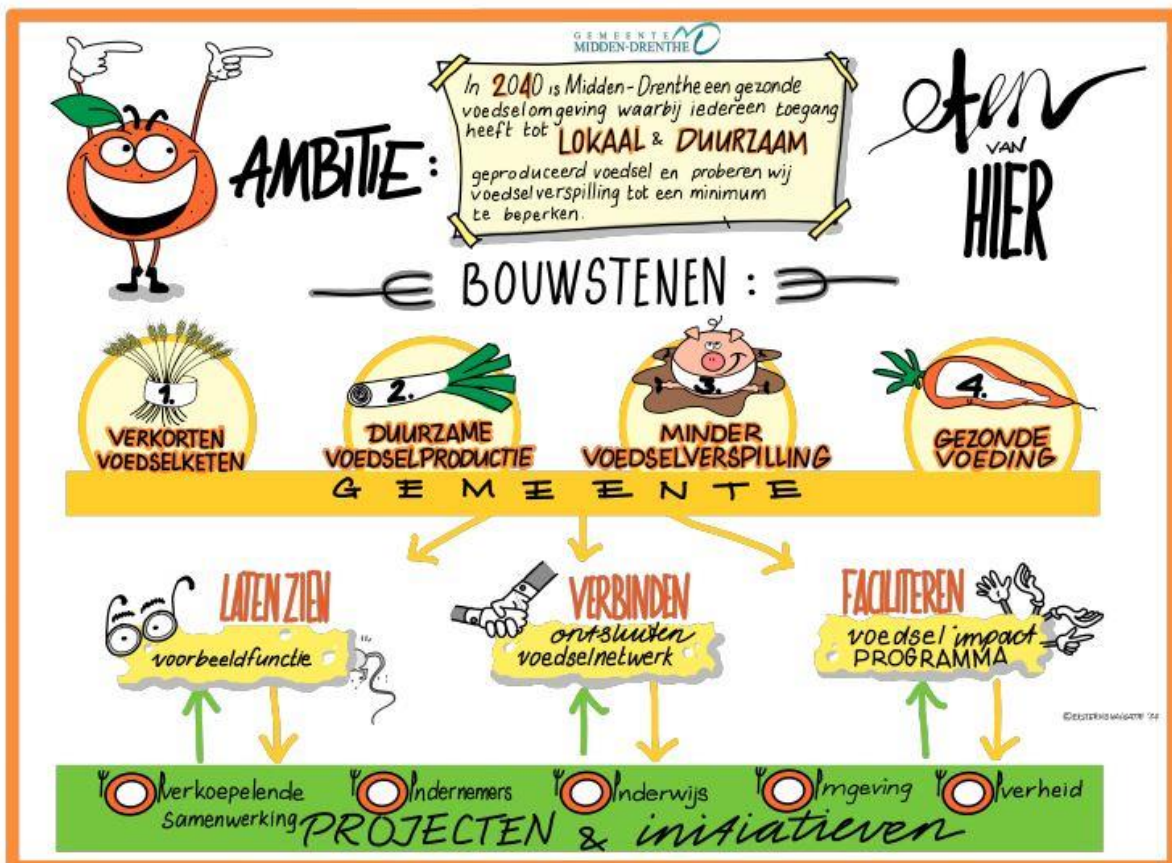 GEMEENTE
MIDDEN-DRENTHE
AMBITIE:
In 2040 is Midden-Drenthe een gezonde
voedselomgeving waarbij iedereen toegang
heeft tot LOKAAL & DUURZAAM
geproduceerd voedsel en proberen wij
voedselverspilling tot een minimum
te beperken.
eten
VAN
HIER
BOUWSTENEN:
1.
VERKORTEN
VOEDSELKETEN
2.
DUURZAME
VOEDSELPRODUCTIE
3.
MINDER
VOEDSELVERSPILLING
4.
GEZONDE
VOEDING
GEMEENTE
LATEN ZIEN
voorbeeldfunctie
VERBINDEN
ontsluiten
voedselnetwerk
FACILITEREN
voedsel impact
PROGRAMMA
Overkoepelende
Samenwerking
Ondernemers
Onderwijs
Omgeving
Overheid
PROJECTEN & initiatieven